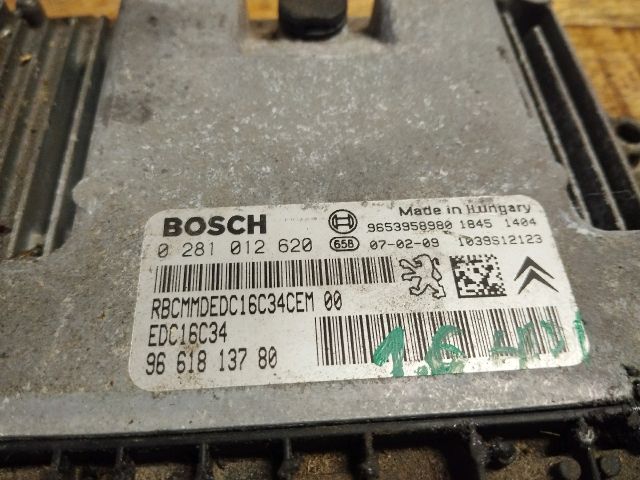 BOSCH
Made in Hungary
9653958980 1845 1404
0 281 012 620 658 07-02-09 1039S12123
RBCMMDEDC16C34CEM 00
EDC16C34
96 618 137 80
1.6 HDI